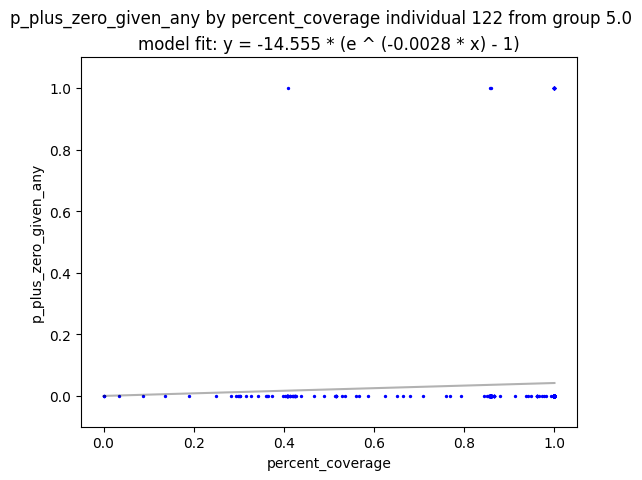 p_plus_zero_given_any by percent_coverage individual 122 from group 5.0
model fit: y = -14.555 * (e ^ (-0.0028 * x) - 1)
1.0
0.8
0.6
0.4
0.2
0.0
p_plus_zero_given_any
0.0 0.2 0.4 0.6 0.8 1.0
percent_coverage